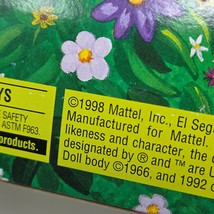 YS
SAFETY
ASTM F963.
products.
©1998 Mattel, Inc., El Seg
Manufactured for Mattel.
likeness and character, the e
designated by ® and ™ are U
Doll body ©1966, and 1992